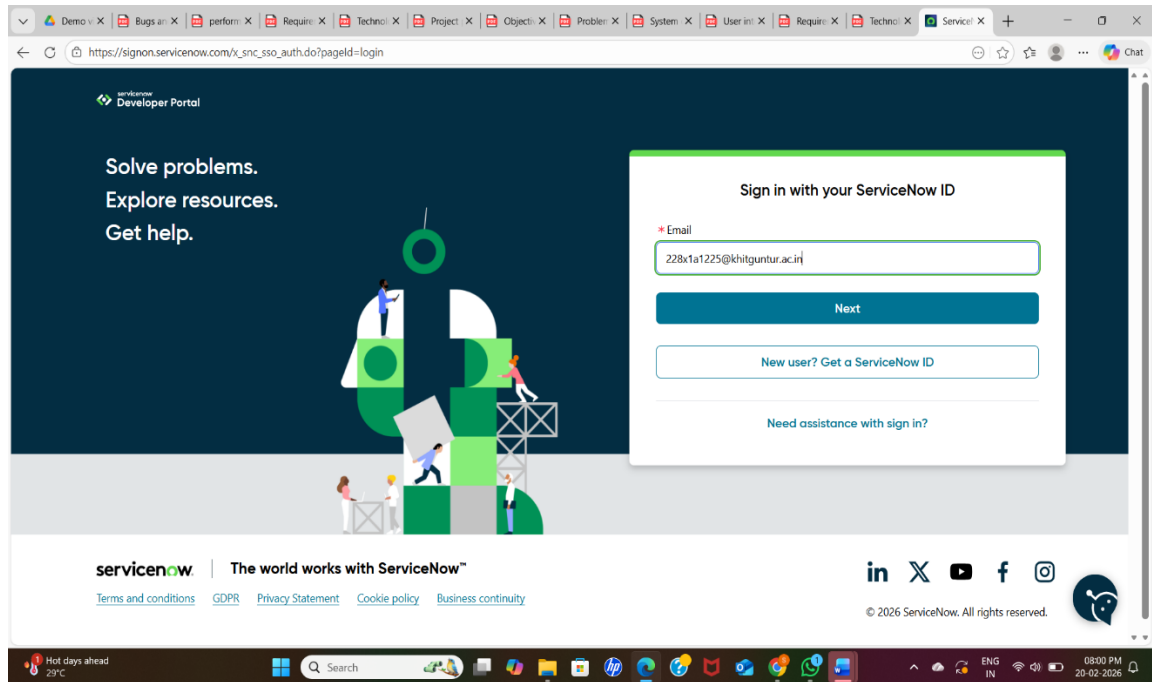 Demo v
Bugs an
perform
Require
Technol
Project
Objectiv
Problem
System
User int
Require
Technol
Servicel
https://signon.servicenow.com/x_snc_sso_auth.do?pageId=login
Chat
servicenow
Developer Portal
Solve problems.
Explore resources.
Get help.
Sign in with your ServiceNow ID
* Email
228x1a1225@khitguntur.ac.in
Next
New user? Get a ServiceNow ID
Need assistance with sign in?
servicenow.
The world works with ServiceNow™
Terms and conditions GDPR Privacy Statement Cookie policy Business continuity
© 2026 ServiceNow. All rights reserved.
Hot days ahead
29°C
Search
ENG
IN
08:00 PM
20-02-2026